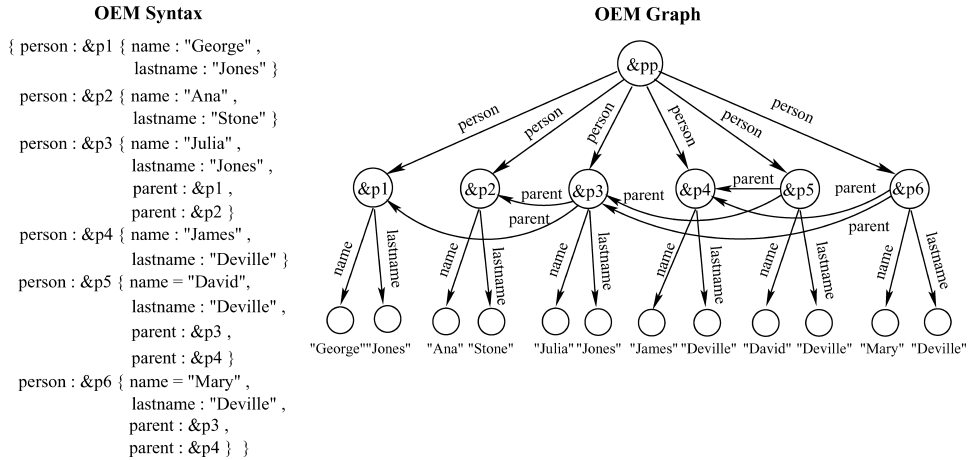 OEM Syntax
{ person : &p1 { name : "George" ,
lastname : "Jones" }
person : &p2 { name : "Ana" ,
lastname : "Stone" }
person : &p3 { name : "Julia" ,
lastname : "Jones" ,
parent : &p1 ,
parent : &p2 }
person : &p4 { name : "James" ,
lastname : "Deville" }
person : &p5 { name = "David",
lastname : "Deville" ,
parent : &p3 ,
parent : &p4 }
person : &p6 { name = "Mary" ,
lastname : "Deville" ,
parent : &p3 ,
parent : &p4 } }
OEM Graph
&pp
person person person person person person
&p1 &p2 &p3 &p4 &p5 &p6
parent parent parent parent parent parent
name lastname name lastname name lastname name lastname name lastname name lastname
"George" "Jones" "Ana" "Stone" "Julia" "Jones" "James" "Deville" "David" "Deville" "Mary" "Deville"